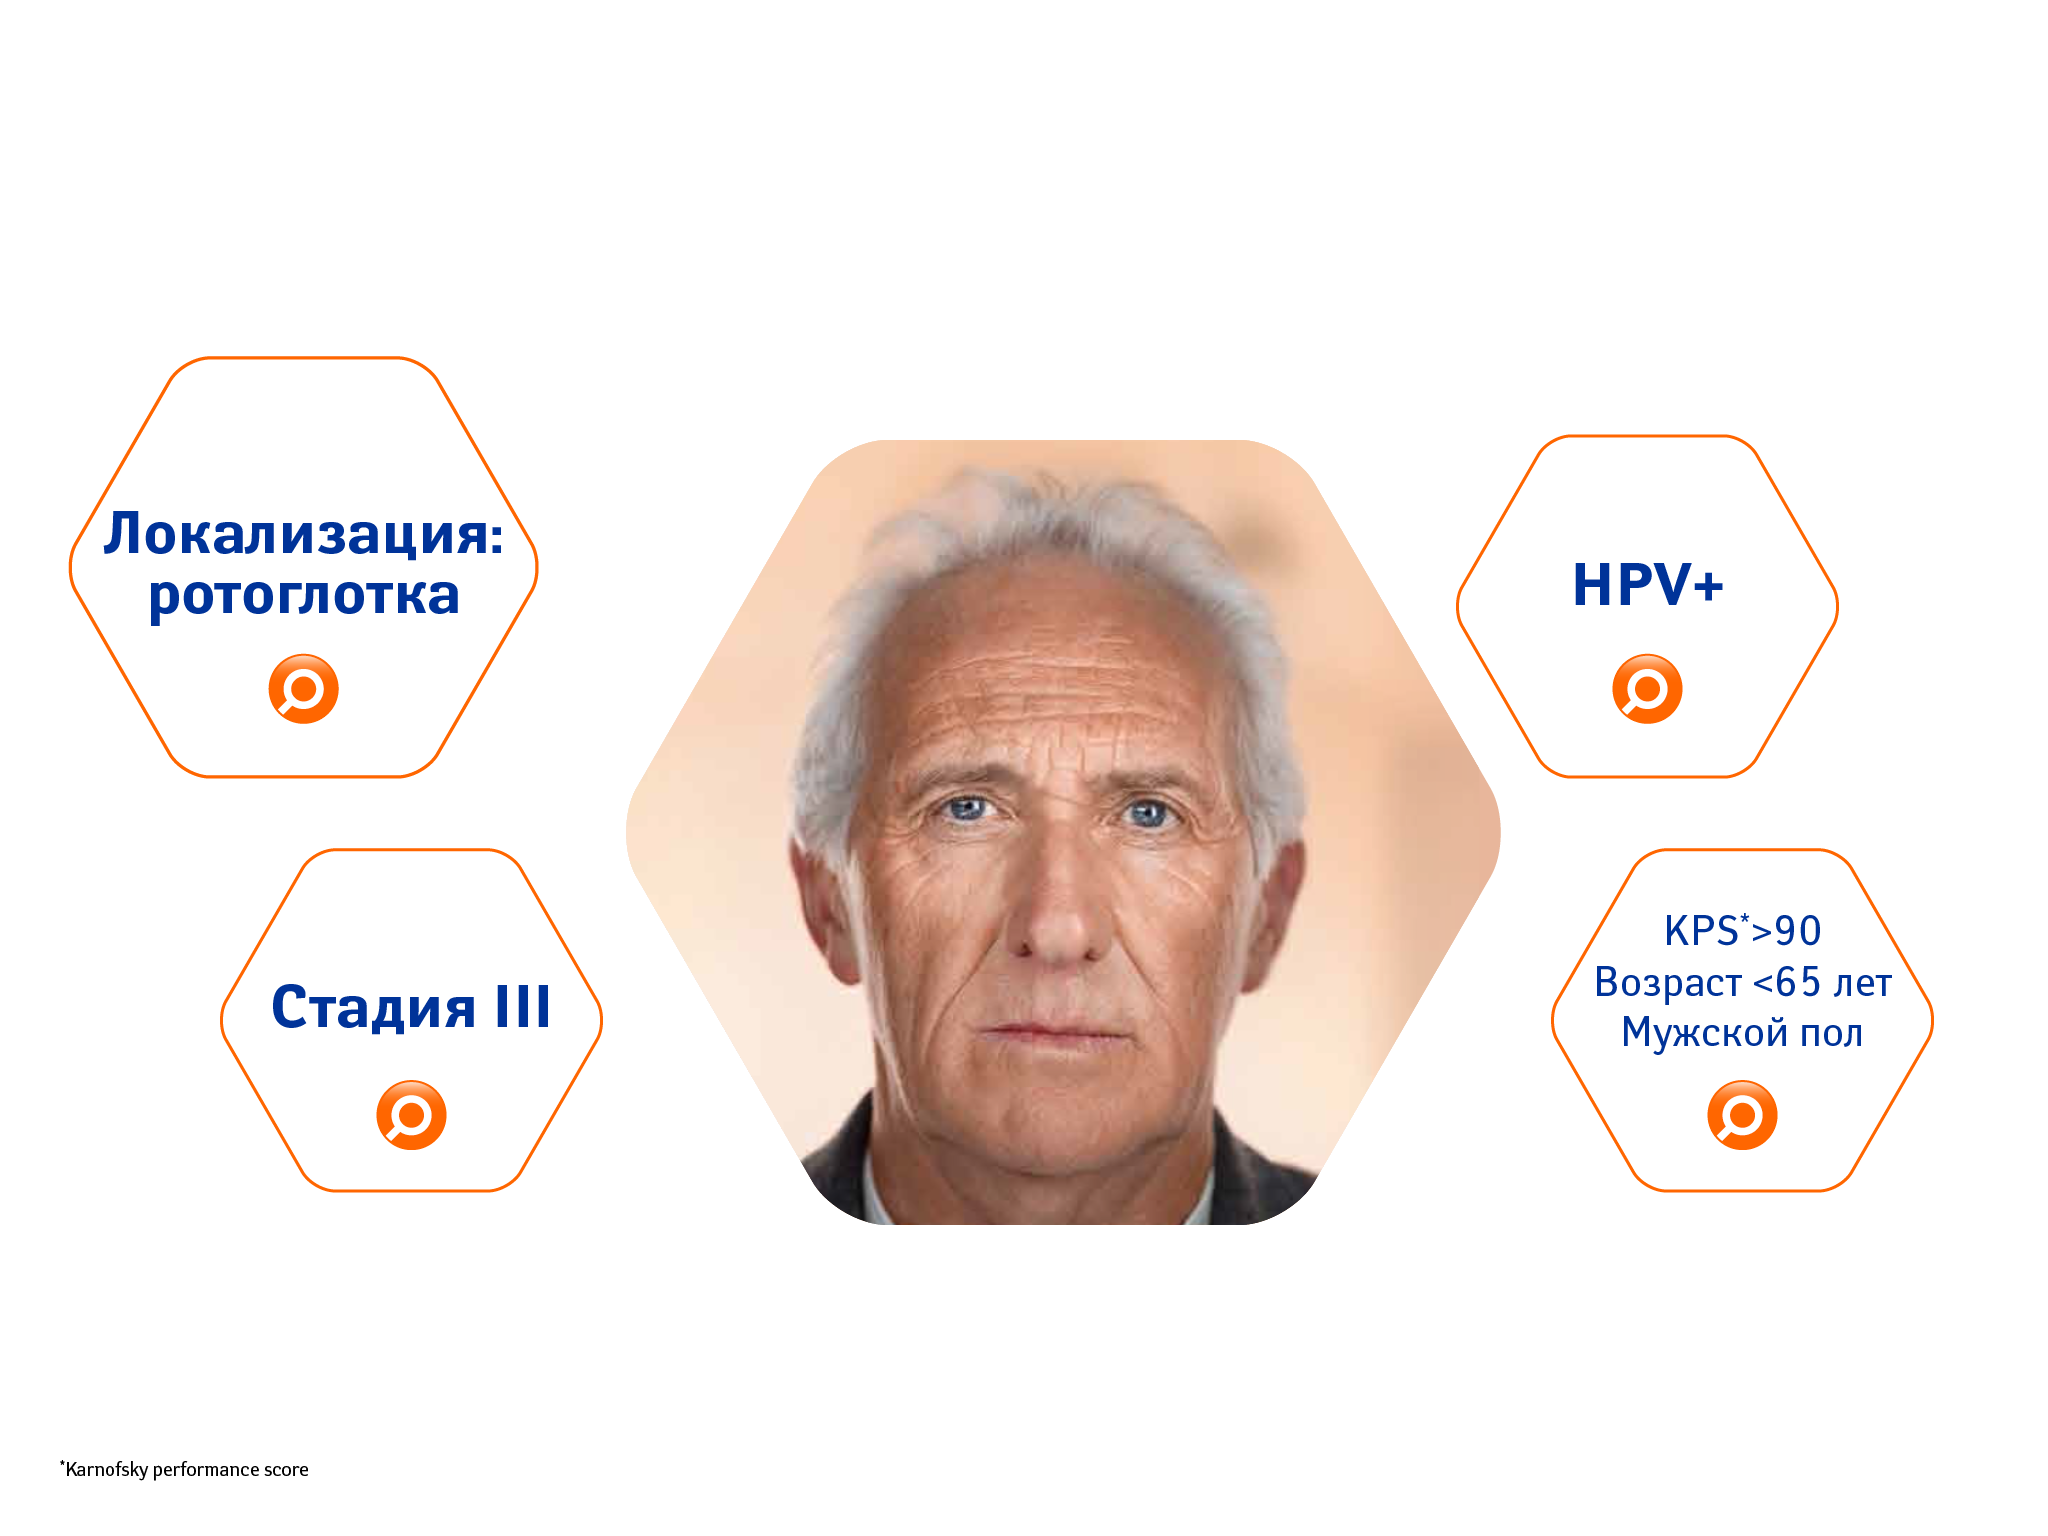 Локализация:
ротоглотка
HPV+
Стадия III
KPS*>90
Возраст <65 лет
Мужской пол
*Karnofsky performance score